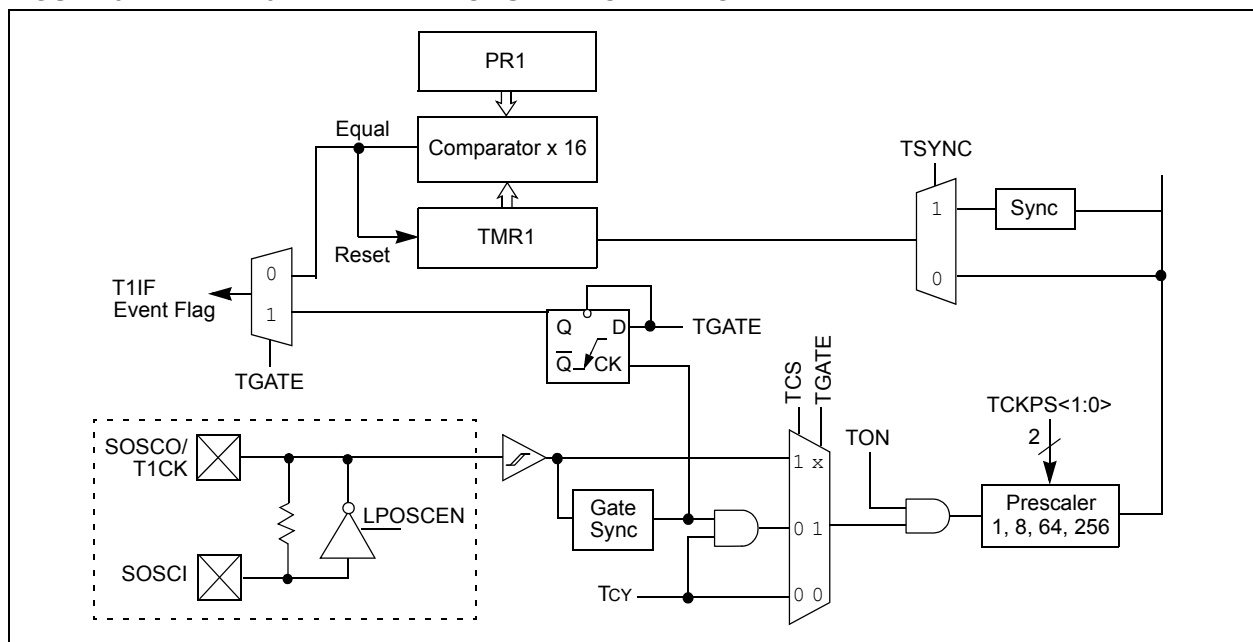 PR1
Equal
Comparator x 16
TSYNC
1
Sync
Reset
TMR1
0
0
T1IF
Event Flag
1
Q
D
TGATE
Q
CK
TGATE
TCS
TGATE
TCKPS<1:0>
2
TON
SOSCO/
T1CK
1 x
Prescaler
1, 8, 64, 256
LPOSCEN
Gate
Sync
0 1
SOSCI
TCY
0 0